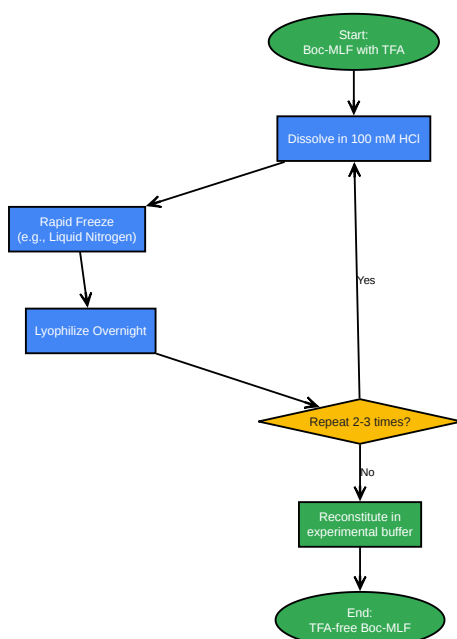 Start:
Boc-MLF with TFA
Dissolve in 100 mM HCl
Rapid Freeze
(e.g., Liquid Nitrogen)
Yes
Lyophilize Overnight
Repeat 2-3 times?
No
Reconstitute in
experimental buffer
End:
TFA-free Boc-MLF